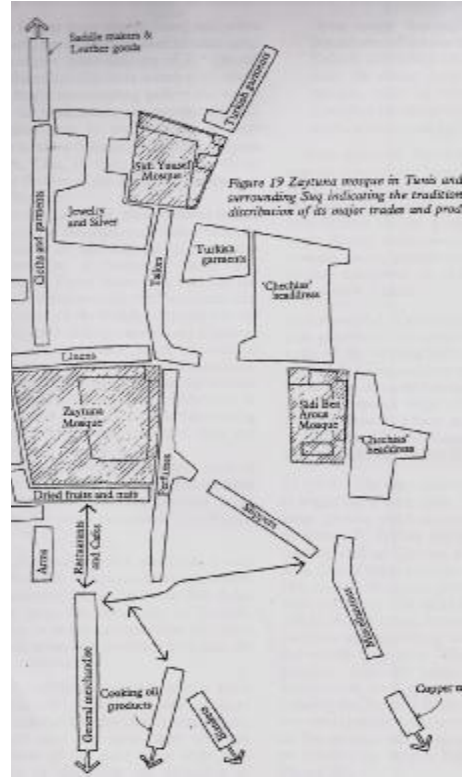 Saddle makers &
Leather goods
Turkish garments
Sidi Yousef
Mosque
Figure 19 Zaytuna mosque in Tunis and
surrounding Suq indicating the tradition
distribution of its major trades and prod
Jewelry
and Silver
Cloths and garments
Turkish
garments
'Chechias'
headdress
Linens
Zaytuna
Mosque
Perfumes
Sidi Ben
Arous
Mosque
'Chechias'
headdress
Dried fruits and nuts
Slippers
Restaurants
and Cafes
General merchandise
Cooking oil
products
Copper